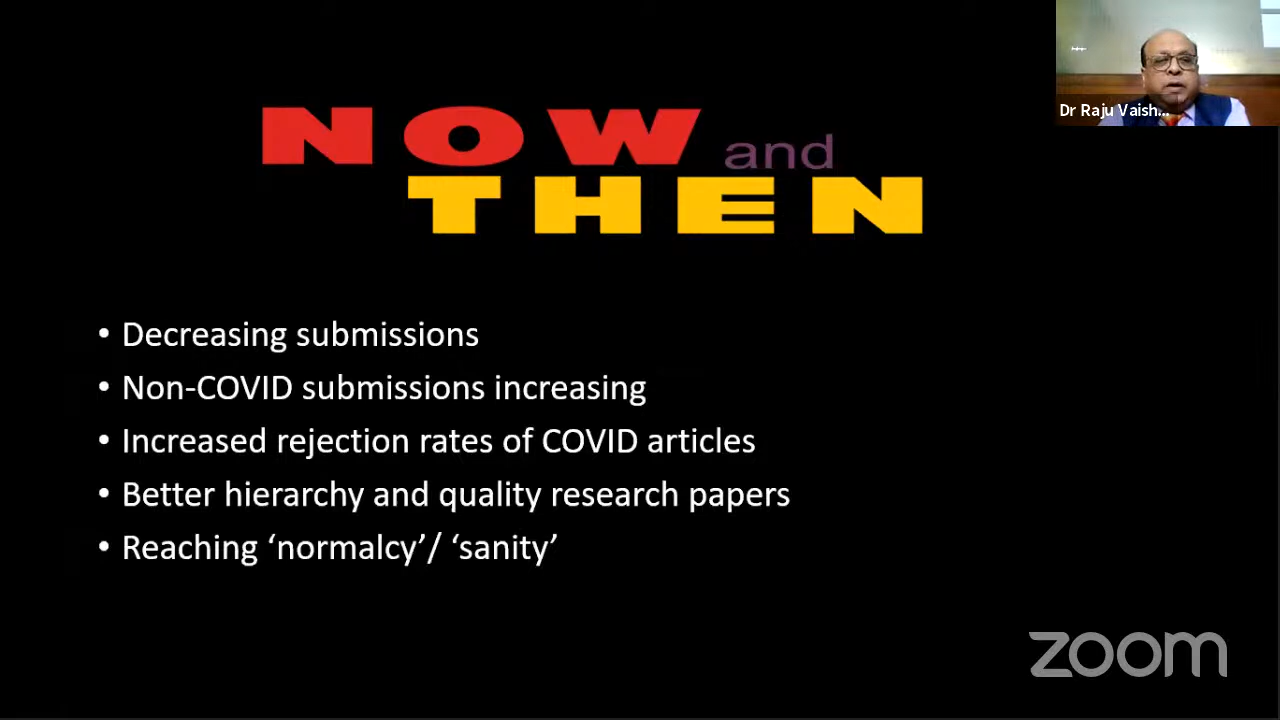 Dr Raju Vaish...
NOW and
THEN
• Decreasing submissions
• Non-COVID submissions increasing
• Increased rejection rates of COVID articles
• Better hierarchy and quality research papers
• Reaching ‘normalcy’/ ‘sanity’
zoom